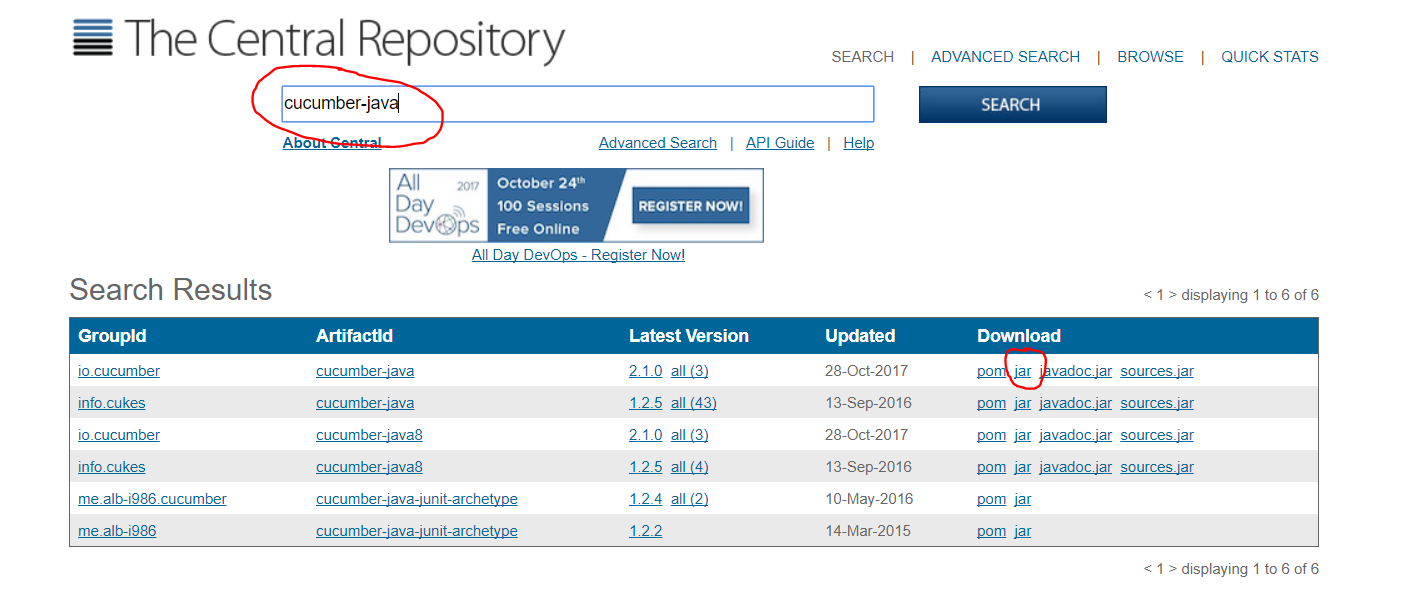 The Central Repository
SEARCH | ADVANCED SEARCH | BROWSE | QUICK STATS
cucumber-java SEARCH
About Central Advanced Search | API Guide | Help
All Day DevOps 2017
October 24th
100 Sessions
Free Online
REGISTER NOW!
All Day DevOps - Register Now!
Search Results < 1 > displaying 1 to 6 of 6
GroupId ArtifactId Latest Version Updated Download
io.cucumber cucumber-java 2.1.0 all (3) 28-Oct-2017 pom jar javadoc.jar sources.jar
info.cukes cucumber-java 1.2.5 all (43) 13-Sep-2016 pom jar javadoc.jar sources.jar
io.cucumber cucumber-java8 2.1.0 all (3) 28-Oct-2017 pom jar javadoc.jar sources.jar
info.cukes cucumber-java8 1.2.5 all (4) 13-Sep-2016 pom jar javadoc.jar sources.jar
me.alb-i986.cucumber cucumber-java-junit-archetype 1.2.4 all (2) 10-May-2016 pom jar
me.alb-i986 cucumber-java-junit-archetype 1.2.2 14-Mar-2015 pom jar
< 1 > displaying 1 to 6 of 6